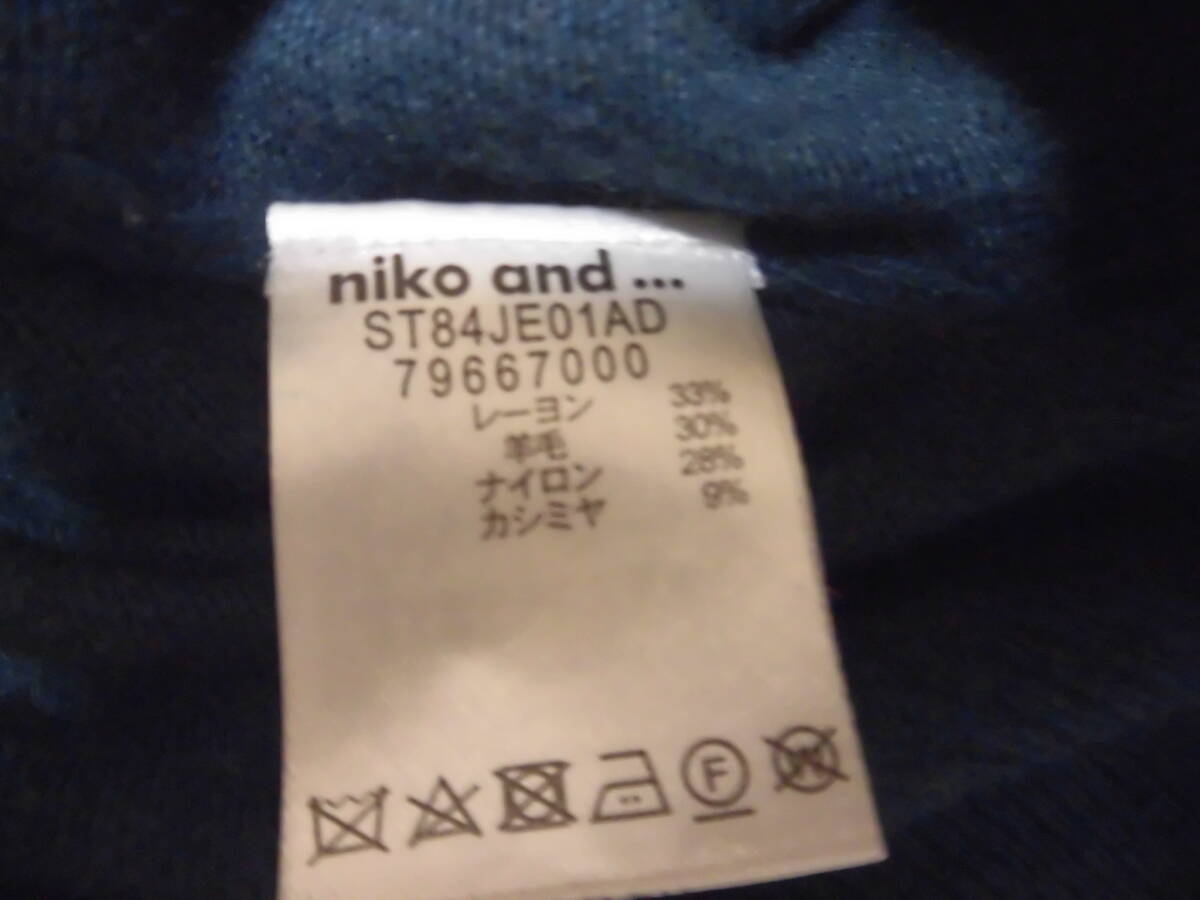 niko and ...
ST84JE01AD
79667000
レーヨン 33%
羊毛 30%
ナイロン 28%
カシミヤ 9%
F W